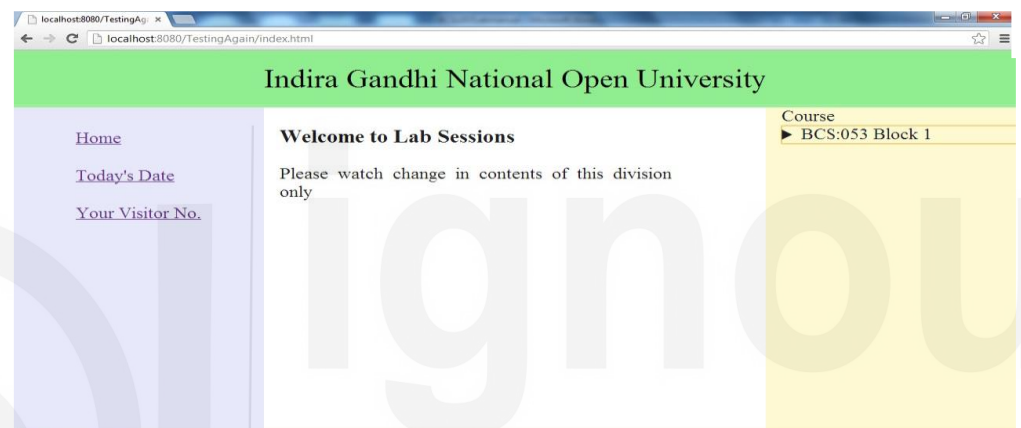 localhost:8080/TestingAg
localhost:8080/TestingAgain/index.html
Indira Gandhi National Open University
Home
Today's Date
Your Visitor No.
Welcome to Lab Sessions
Please watch change in contents of this division
only
Course
► BCS:053 Block 1
ignou